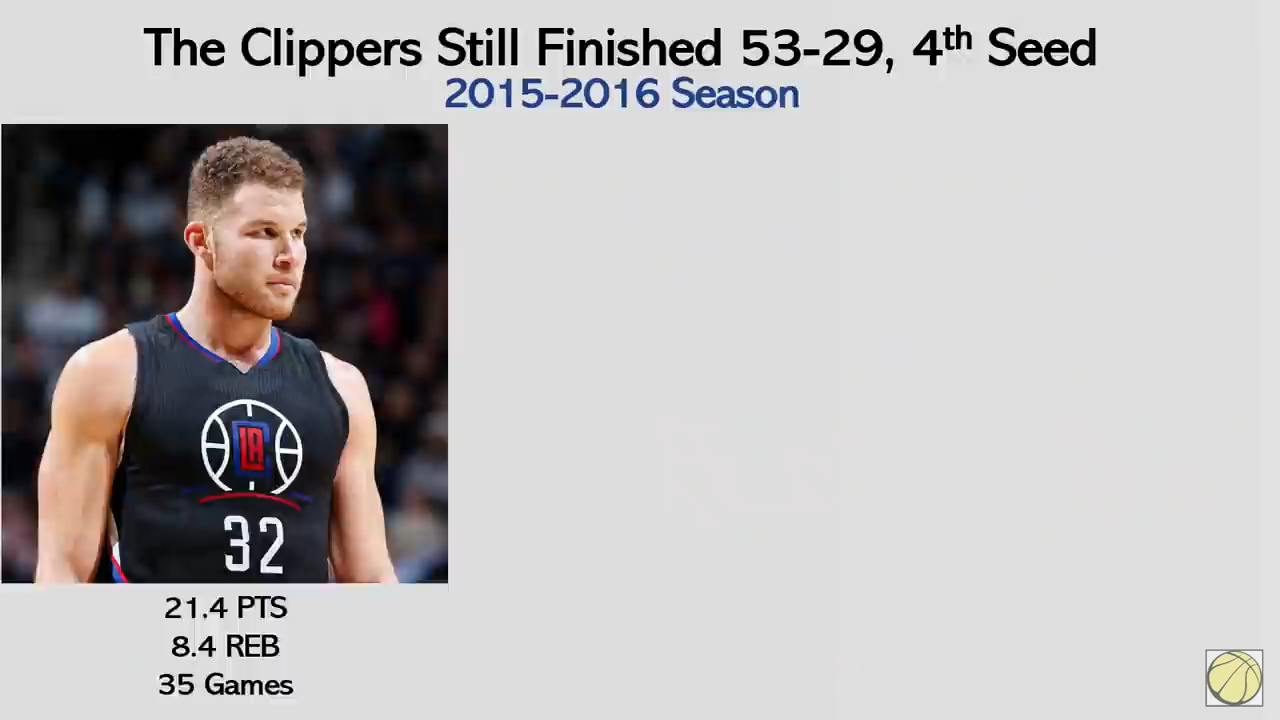 The Clippers Still Finished 53-29, 4th Seed
2015-2016 Season
LA
32
21.4 PTS
8.4 REB
35 Games